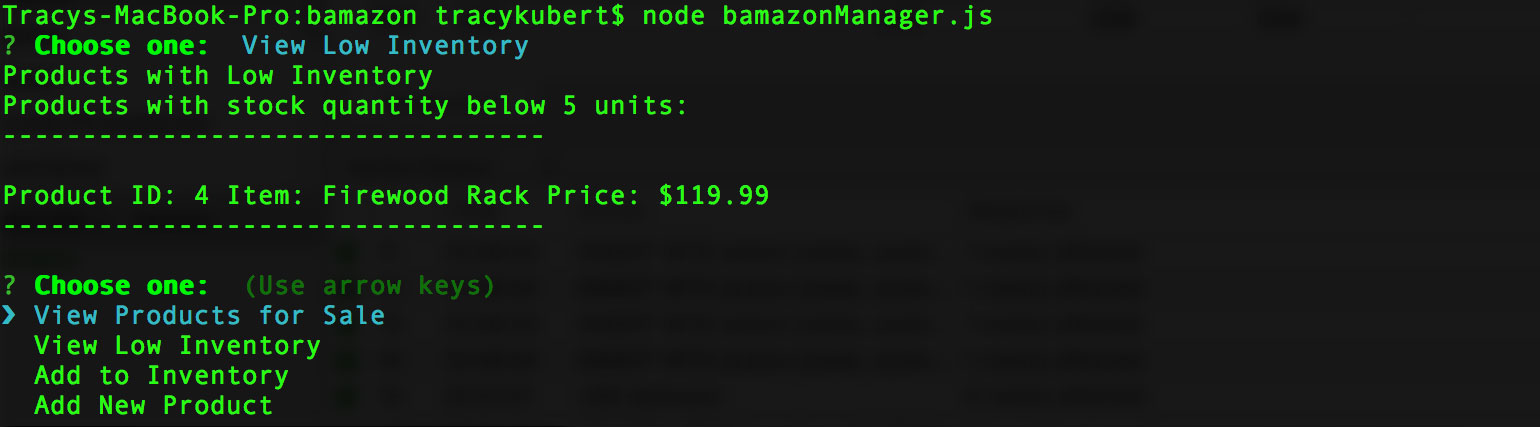 Tracys-MacBook-Pro:bamazon tracykubert$ node bamazonManager.js
? Choose one:  View Low Inventory
Products with Low Inventory
Products with stock quantity below 5 units:
----------------------------------
Product ID: 4 Item: Firewood Rack Price: $119.99
----------------------------------
? Choose one:  (Use arrow keys)
❯ View Products for Sale
  View Low Inventory
  Add to Inventory
  Add New Product